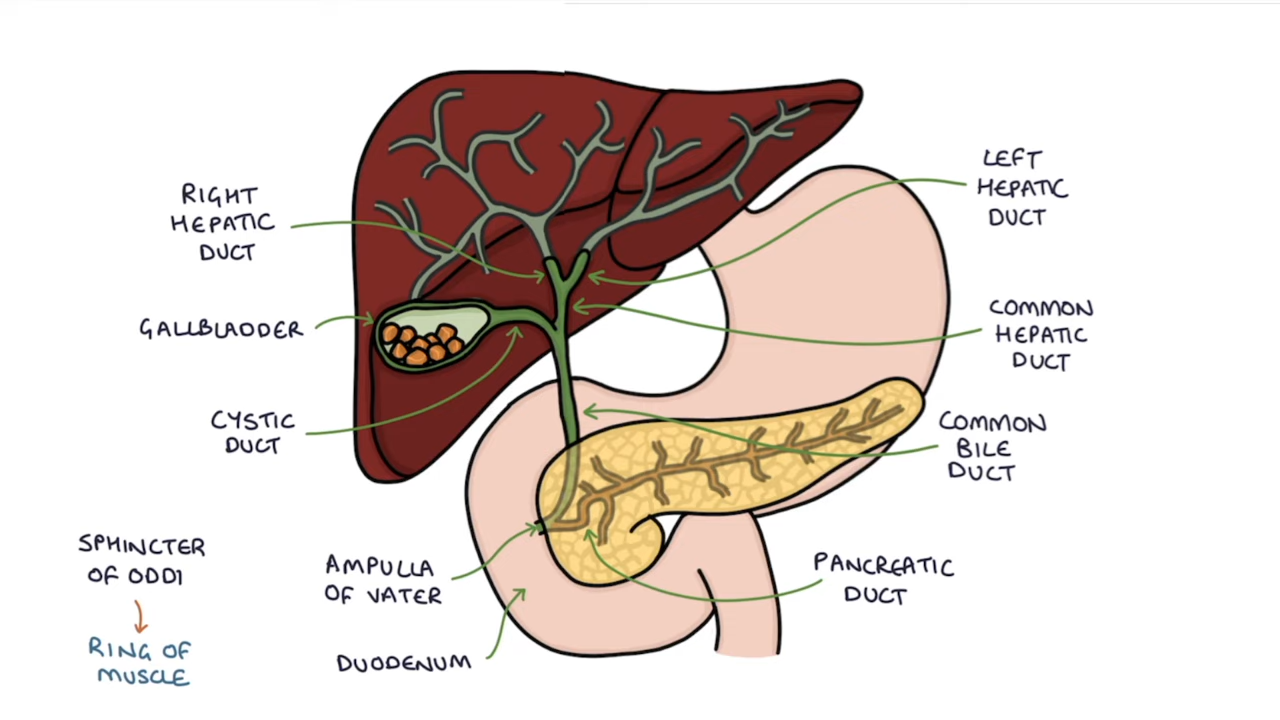 RIGHT
HEPATIC
DUCT
GALLBLADDER
CYSTIC
DUCT
SPHINCTER
OF ODDI
RING OF
MUSCLE
AMPULLA
OF VATER
DUODENUM
LEFT
HEPATIC
DUCT
COMMON
HEPATIC
DUCT
COMMON
BILE
DUCT
PANCREATIC
DUCT